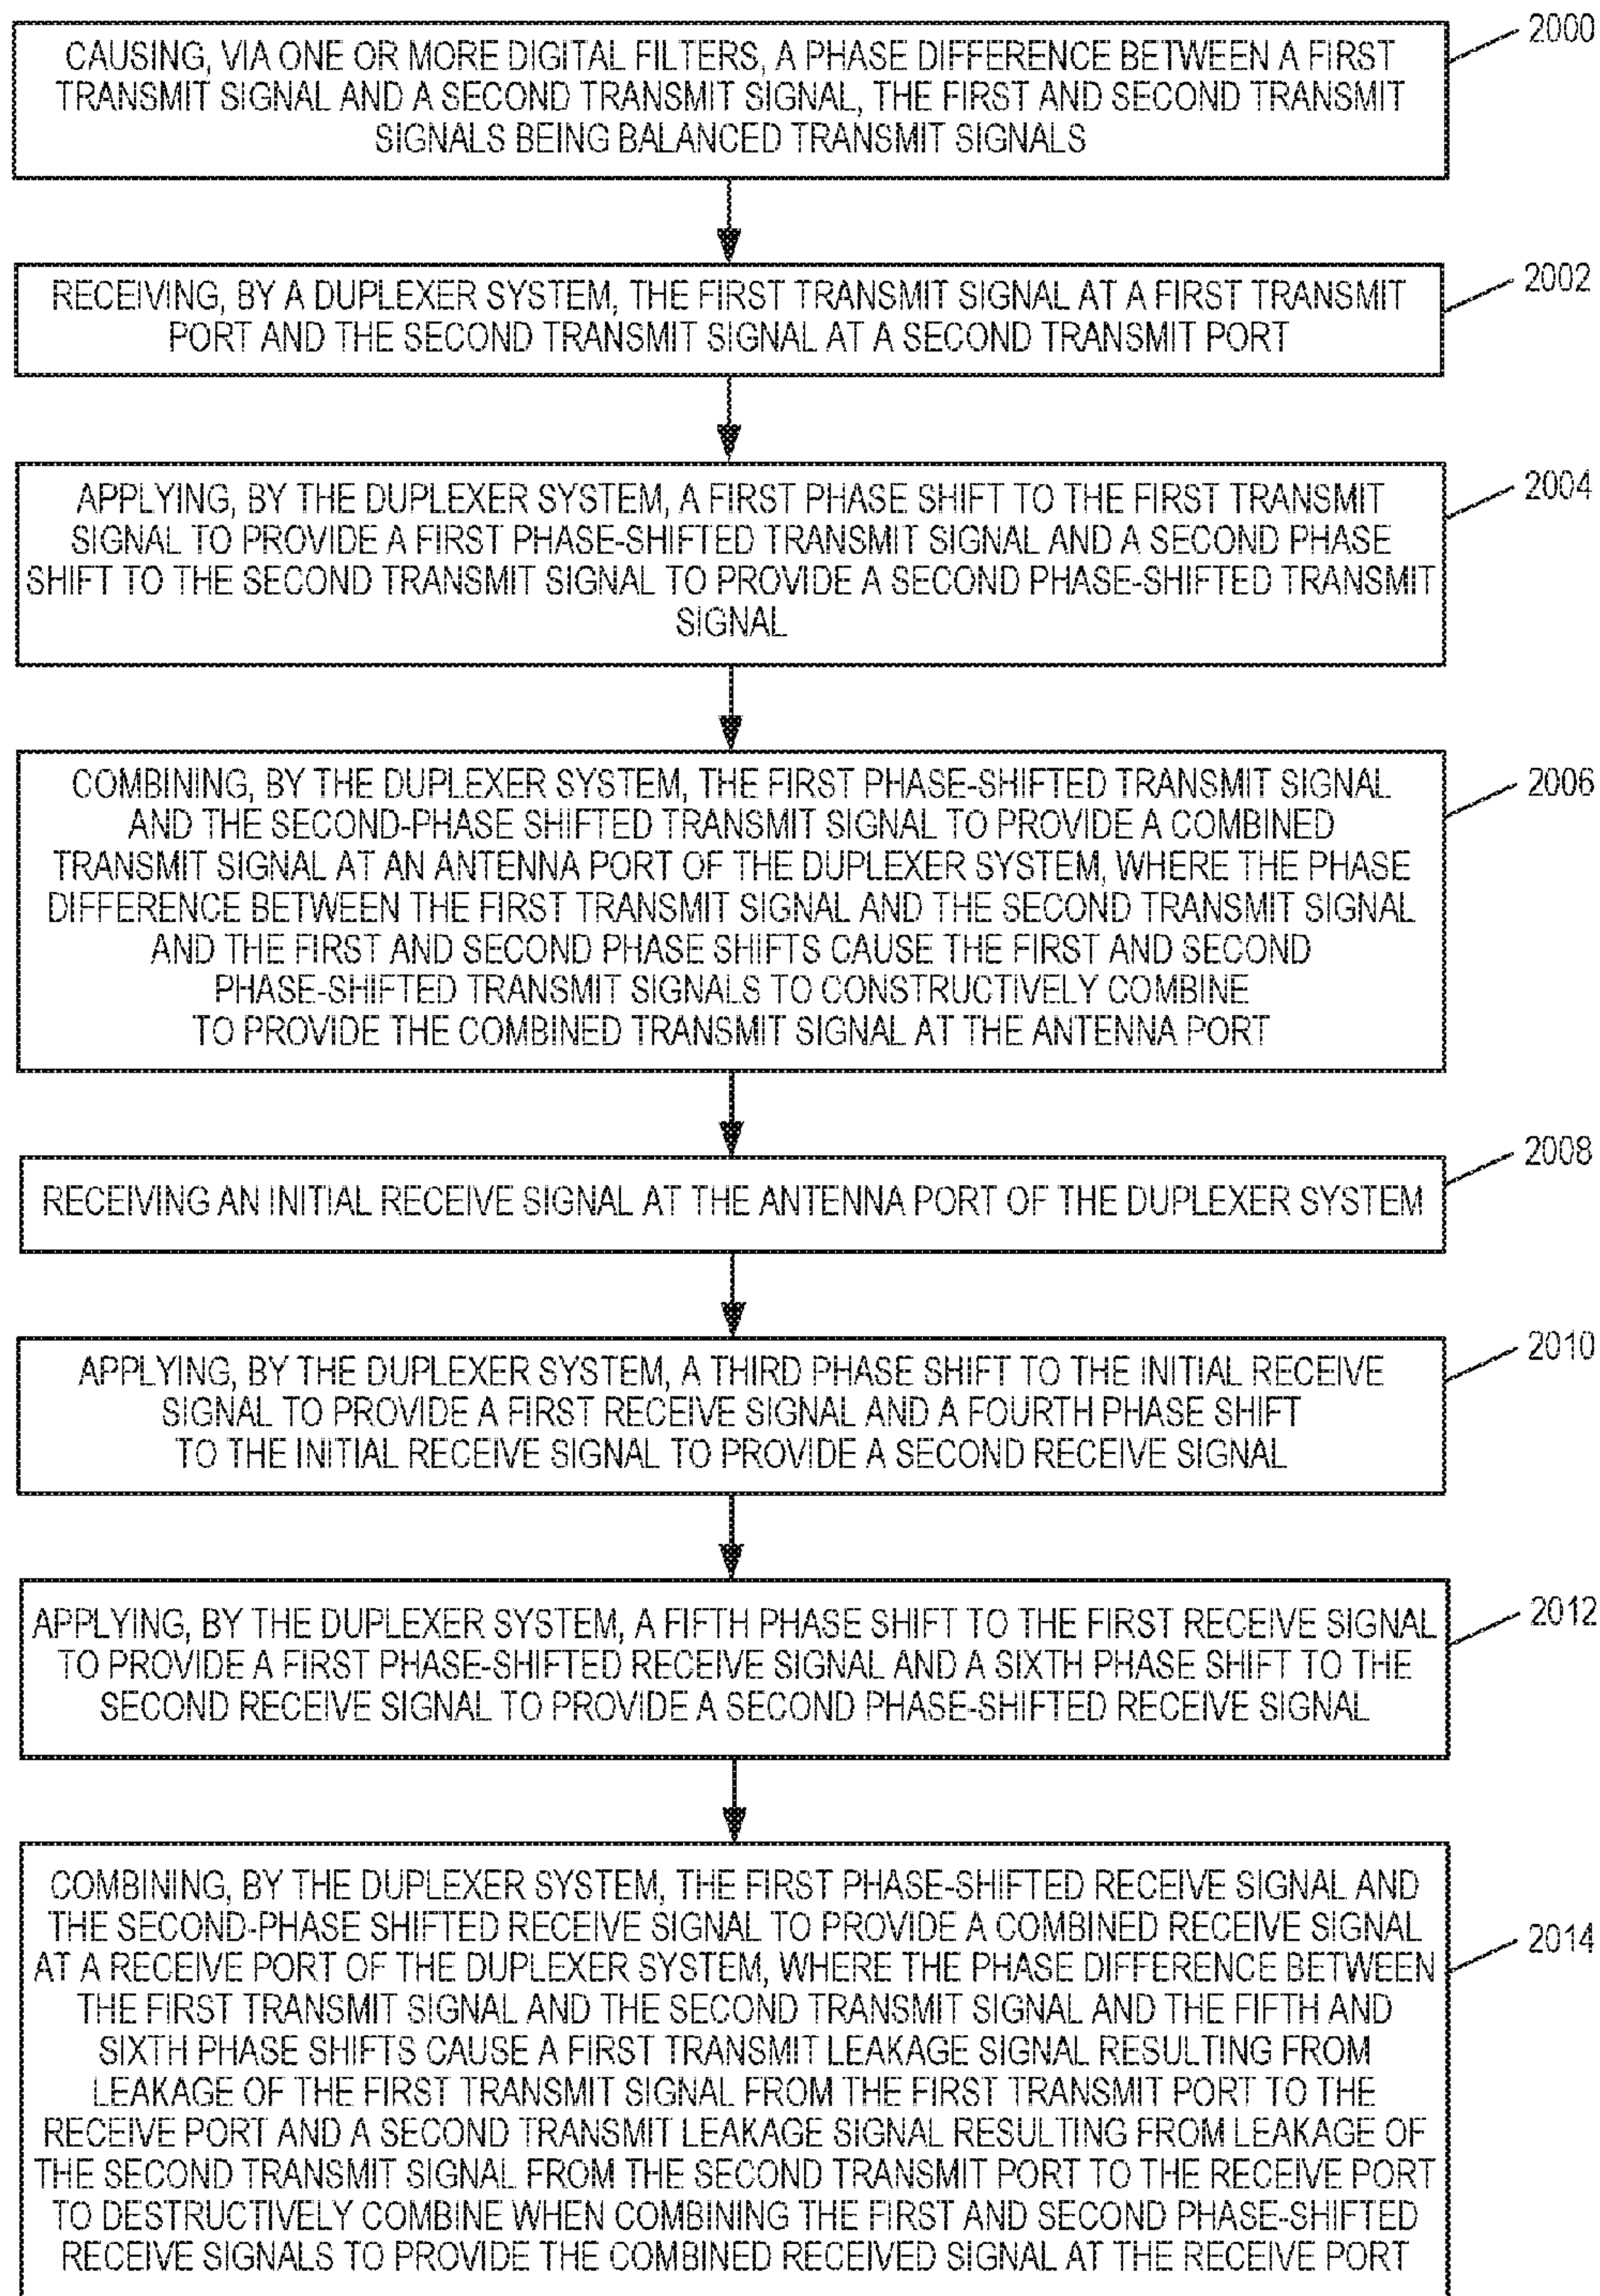 CAUSING, VIA ONE OR MORE DIGITAL FILTERS, A PHASE DIFFERENCE BETWEEN A FIRST
TRANSMIT SIGNAL AND A SECOND TRANSMIT SIGNAL, THE FIRST AND SECOND TRANSMIT
SIGNALS BEING BALANCED TRANSMIT SIGNALS
2000
RECEIVING, BY A DUPLEXER SYSTEM, THE FIRST TRANSMIT SIGNAL AT A FIRST TRANSMIT
PORT AND THE SECOND TRANSMIT SIGNAL AT A SECOND TRANSMIT PORT
2002
APPLYING, BY THE DUPLEXER SYSTEM, A FIRST PHASE SHIFT TO THE FIRST TRANSMIT
SIGNAL TO PROVIDE A FIRST PHASE-SHIFTED TRANSMIT SIGNAL AND A SECOND PHASE
SHIFT TO THE SECOND TRANSMIT SIGNAL TO PROVIDE A SECOND PHASE-SHIFTED TRANSMIT
SIGNAL
2004
COMBINING, BY THE DUPLEXER SYSTEM, THE FIRST PHASE-SHIFTED TRANSMIT SIGNAL
AND THE SECOND-PHASE SHIFTED TRANSMIT SIGNAL TO PROVIDE A COMBINED
TRANSMIT SIGNAL AT AN ANTENNA PORT OF THE DUPLEXER SYSTEM, WHERE THE PHASE
DIFFERENCE BETWEEN THE FIRST TRANSMIT SIGNAL AND THE SECOND TRANSMIT SIGNAL
AND THE FIRST AND SECOND PHASE SHIFTS CAUSE THE FIRST AND SECOND
PHASE-SHIFTED TRANSMIT SIGNALS TO CONSTRUCTIVELY COMBINE
TO PROVIDE THE COMBINED TRANSMIT SIGNAL AT THE ANTENNA PORT
2006
RECEIVING AN INITIAL RECEIVE SIGNAL AT THE ANTENNA PORT OF THE DUPLEXER SYSTEM
2008
APPLYING, BY THE DUPLEXER SYSTEM, A THIRD PHASE SHIFT TO THE INITIAL RECEIVE
SIGNAL TO PROVIDE A FIRST RECEIVE SIGNAL AND A FOURTH PHASE SHIFT
TO THE INITIAL RECEIVE SIGNAL TO PROVIDE A SECOND RECEIVE SIGNAL
2010
APPLYING, BY THE DUPLEXER SYSTEM, A FIFTH PHASE SHIFT TO THE FIRST RECEIVE SIGNAL
TO PROVIDE A FIRST PHASE-SHIFTED RECEIVE SIGNAL AND A SIXTH PHASE SHIFT TO THE
SECOND RECEIVE SIGNAL TO PROVIDE A SECOND PHASE-SHIFTED RECEIVE SIGNAL
2012
COMBINING, BY THE DUPLEXER SYSTEM, THE FIRST PHASE-SHIFTED RECEIVE SIGNAL AND
THE SECOND-PHASE SHIFTED RECEIVE SIGNAL TO PROVIDE A COMBINED RECEIVE SIGNAL
AT A RECEIVE PORT OF THE DUPLEXER SYSTEM, WHERE THE PHASE DIFFERENCE BETWEEN
THE FIRST TRANSMIT SIGNAL AND THE SECOND TRANSMIT SIGNAL AND THE FIFTH AND
SIXTH PHASE SHIFTS CAUSE A FIRST TRANSMIT LEAKAGE SIGNAL RESULTING FROM
LEAKAGE OF THE FIRST TRANSMIT SIGNAL FROM THE FIRST TRANSMIT PORT TO THE
RECEIVE PORT AND A SECOND TRANSMIT LEAKAGE SIGNAL RESULTING FROM LEAKAGE OF
THE SECOND TRANSMIT SIGNAL FROM THE SECOND TRANSMIT PORT TO THE RECEIVE PORT
TO DESTRUCTIVELY COMBINE WHEN COMBINING THE FIRST AND SECOND PHASE-SHIFTED
RECEIVE SIGNALS TO PROVIDE THE COMBINED RECEIVED SIGNAL AT THE RECEIVE PORT
2014